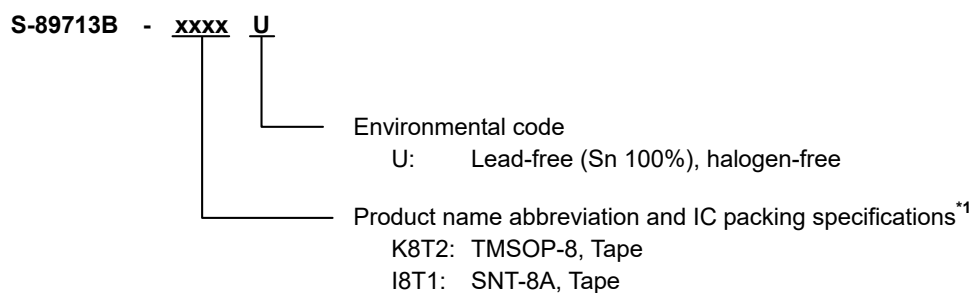 S-89713B - xxxx U
Environmental code
U: Lead-free (Sn 100%), halogen-free
Product name abbreviation and IC packing specifications*1
K8T2: TMSOP-8, Tape
I8T1: SNT-8A, Tape